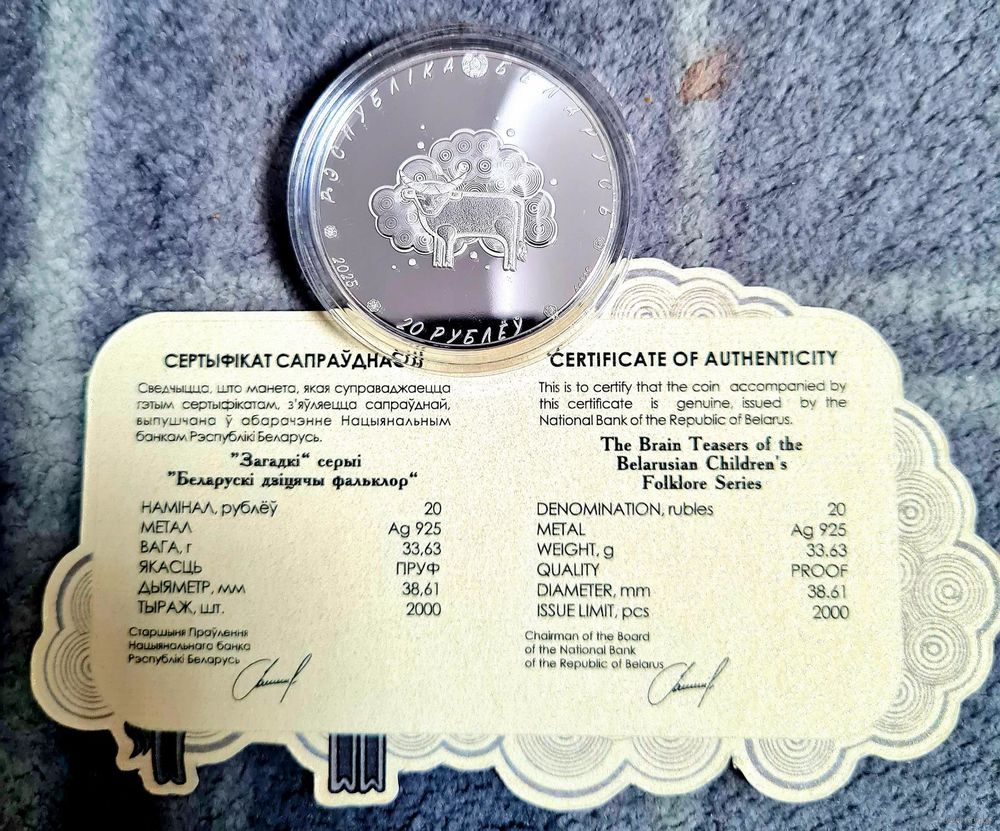 РЭСПУБЛІКА БЕЛАРУСЬ
2025
20 РУБЛЁЎ
СЕРТЫФІКАТ САПРАЎДНАСЦІ
Сведчыцца, што манета, якая суправаджаецца
гэтым сертыфікатам, з'яўляецца сапраўднай,
выпушчана ў абарачэнне Нацыянальным
банкам Рэспублікі Беларусь.
"Загадкі“ серыі
"Беларускі дзіцячы фальклор“
НАМІНАЛ, рублёў 20
МЕТАЛ Ag 925
ВАГА, г 33,63
ЯКАСЦЬ ПРУФ
ДЫЯМЕТР, мм 38,61
ТЫРАЖ, шт. 2000
Старшыня Праўлення
Нацыянальнага банка
Рэспублікі Беларусь
CERTIFICATE OF AUTHENTICITY
This is to certify that the coin accompanied by
this certificate is genuine, issued by the
National Bank of the Republic of Belarus.
The Brain Teasers of the
Belarusian Children's
Folklore Series
DENOMINATION, rubles 20
METAL Ag 925
WEIGHT, g 33.63
QUALITY PROOF
DIAMETER, mm 38.61
ISSUE LIMIT, pcs 2000
Chairman of the Board
of the National Bank
of the Republic of Belarus